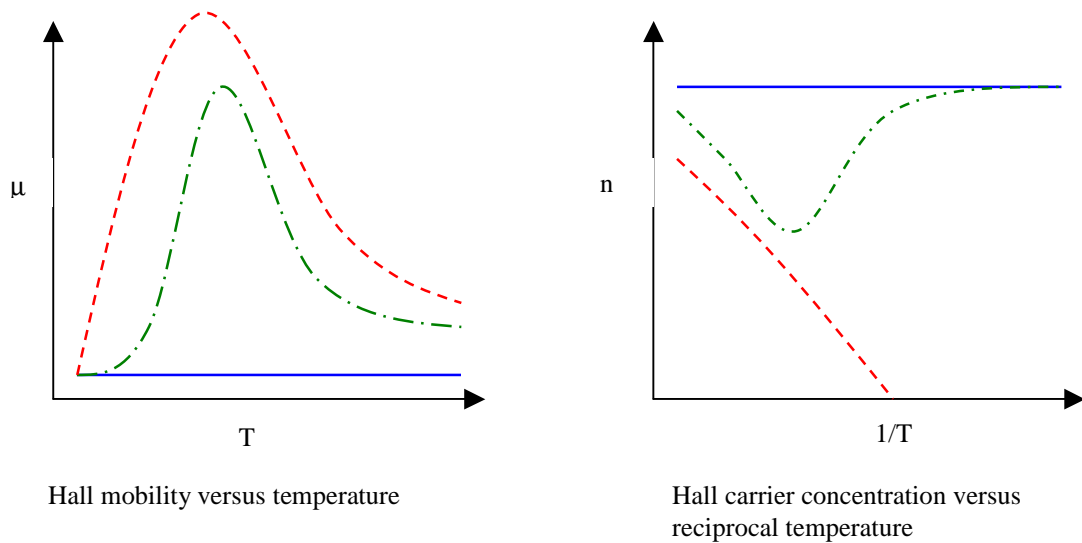 μ
T
Hall mobility versus temperature
n
1/T
Hall carrier concentration versus
reciprocal temperature